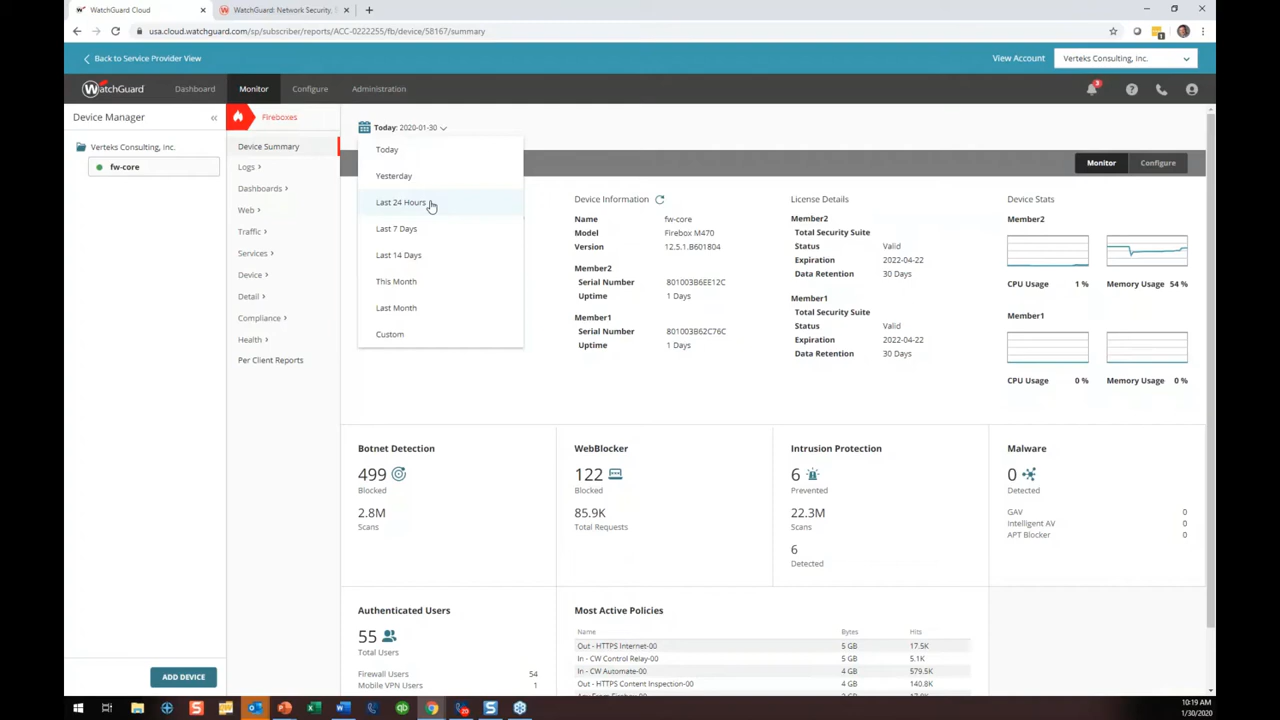 WatchGuard Cloud
WatchGuard: Network Security,
usa.cloud.watchguard.com/sp/subscriber/reports/ACC-0222255/fb/device/58167/summary
Back to Service Provider View
View Account
Verteks Consulting, Inc.
WatchGuard
Dashboard
Monitor
Configure
Administration
3
Device Manager
Verteks Consulting, Inc.
fw-core
ADD DEVICE
Fireboxes
Device Summary
Logs
Dashboards
Web
Traffic
Services
Device
Detail
Compliance
Health
Per Client Reports
Today: 2020-01-30
Today
Yesterday
Last 24 Hours
Last 7 Days
Last 14 Days
This Month
Last Month
Custom
Monitor
Configure
Device Information
Name fw-core
Model Firebox M470
Version 12.5.1.B601804
Member2
Serial Number 801003B6EE12C
Uptime 1 Days
Member1
Serial Number 801003B62C76C
Uptime 1 Days
License Details
Member2
Total Security Suite
Status Valid
Expiration 2022-04-22
Data Retention 30 Days
Member1
Total Security Suite
Status Valid
Expiration 2022-04-22
Data Retention 30 Days
Device Stats
Member2
CPU Usage 1 % Memory Usage 54 %
Member1
CPU Usage 0 % Memory Usage 0 %
Botnet Detection
499
Blocked
2.8M
Scans
WebBlocker
122
Blocked
85.9K
Total Requests
Intrusion Protection
6
Prevented
22.3M
Scans
6
Detected
Malware
0
Detected
GAV 0
Intelligent AV 0
APT Blocker 0
Authenticated Users
55
Total Users
Firewall Users 54
Mobile VPN Users 1
Most Active Policies
Name Bytes Hits
Out - HTTPS Internet-00 5 GB 17.5K
In - CW Control Relay-00 5 GB 5.1K
In - CW Automate-00 4 GB 579.5K
Out - HTTPS Content Inspection-00 4 GB 140.8K
10:19 AM
1/30/2020